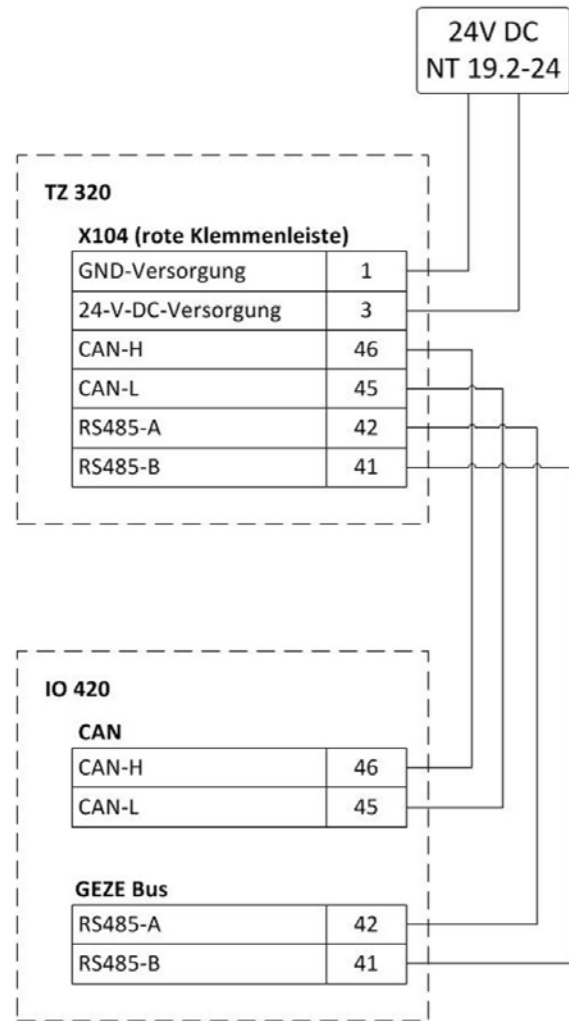 24V DC
NT 19.2-24
TZ 320
X104 (rote Klemmenleiste)
GND-Versorgung 1
24-V-DC-Versorgung 3
CAN-H 46
CAN-L 45
RS485-A 42
RS485-B 41
IO 420
CAN
CAN-H 46
CAN-L 45
GEZE Bus
RS485-A 42
RS485-B 41